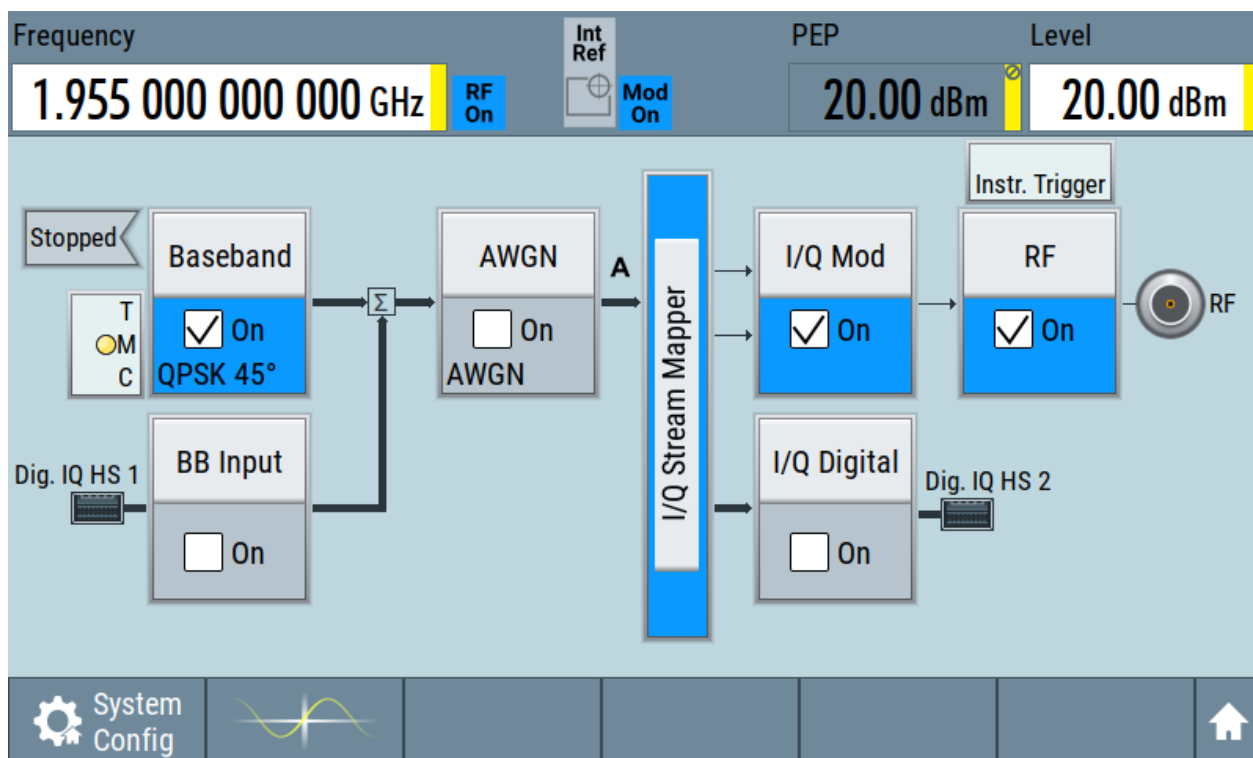 Frequency
Int
Ref
PEP
Level
1.955 000 000 000 GHz
RF
On
Mod
On
20.00 dBm
20.00 dBm
Instr. Trigger
Stopped
Baseband
On
QPSK 45°
T
M
C
Σ
AWGN
On
AWGN
A
I/Q Stream Mapper
I/Q Mod
On
RF
On
RF
Dig. IQ HS 1
BB Input
On
I/Q Digital
On
Dig. IQ HS 2
System
Config